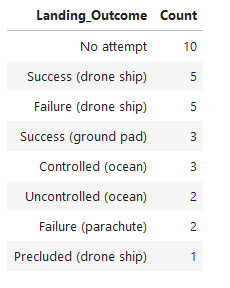 Landing_Outcome Count
No attempt 10
Success (drone ship) 5
Failure (drone ship) 5
Success (ground pad) 3
Controlled (ocean) 3
Uncontrolled (ocean) 2
Failure (parachute) 2
Precluded (drone ship) 1